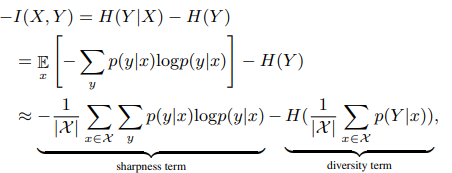 −I(X, Y) = H(Y|X) − H(Y)
= 𝔼_x [−∑_y p(y|x)logp(y|x)] − H(Y)
≈ −1/|𝒳| ∑_{x∈𝒳} ∑_y p(y|x)logp(y|x) − H(1/|𝒳| ∑_{x∈𝒳} p(Y|x)),
sharpness term diversity term